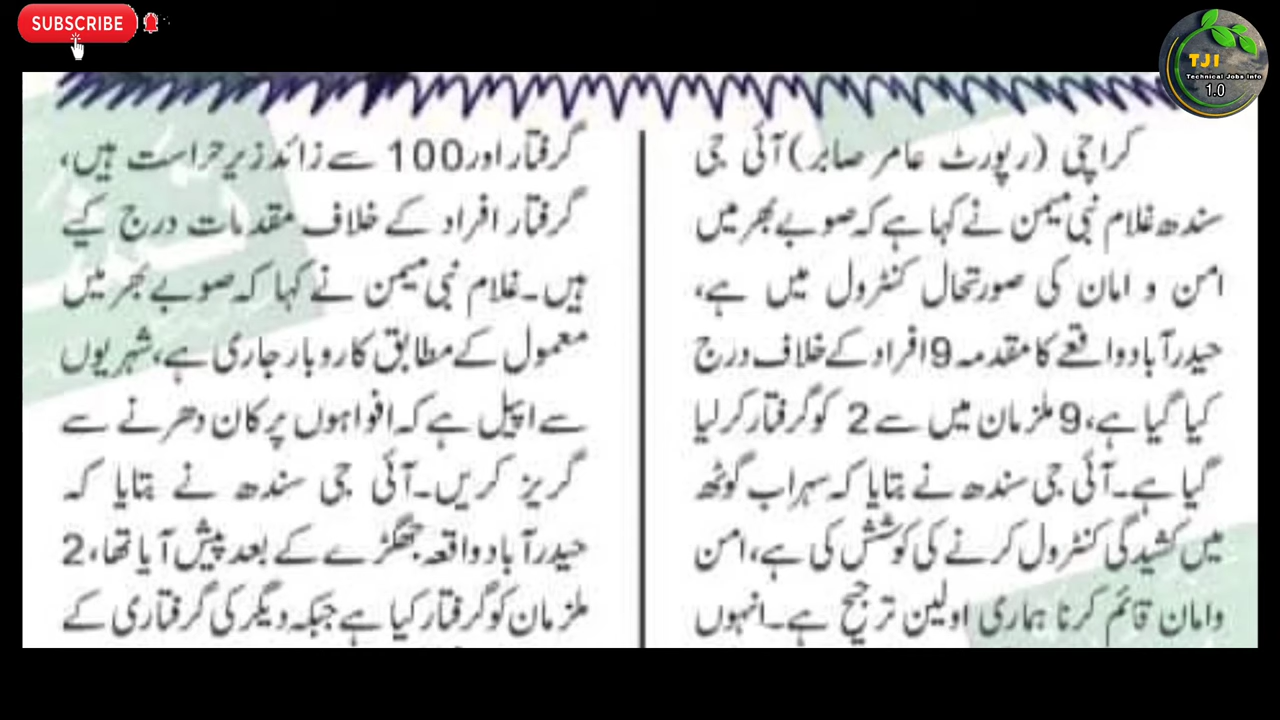 SUBSCRIBE
TJI
Technical Jobs Info
1.0
کراچی (رپورٹ عامر صابر) آئی جی
سندھ غلام نبی میمن نے کہا ہے کہ صوبے بھر میں
امن و امان کی صورتحال کنٹرول میں ہے،
حیدرآباد واقعے کا مقدمہ 9 افراد کے خلاف درج
کیا گیا ہے، 9 ملزمان میں سے 2 کو گرفتار کرلیا
گیا ہے۔ آئی جی سندھ نے بتایا کہ سہراب گوٹھ
میں کشیدگی کنٹرول کرنے کی کوشش کی ہے، امن
وامان قائم کرنا ہماری اولین ترجیح ہے۔ انہوں
گرفتار اور 100 سے زائد زیر حراست ہیں،
گرفتار افراد کے خلاف مقدمات درج کیے
ہیں۔ غلام نبی میمن نے کہا کہ صوبے بھر میں
معمول کے مطابق کاروبار جاری ہے، شہریوں
سے اپیل ہے کہ افواہوں پر کان دھرنے سے
گریز کریں۔ آئی جی سندھ نے بتایا کہ
حیدرآباد واقعہ جھگڑے کے بعد پیش آیا تھا، 2
ملزمان کو گرفتار کیا ہے جبکہ دیگر کی گرفتاری کے